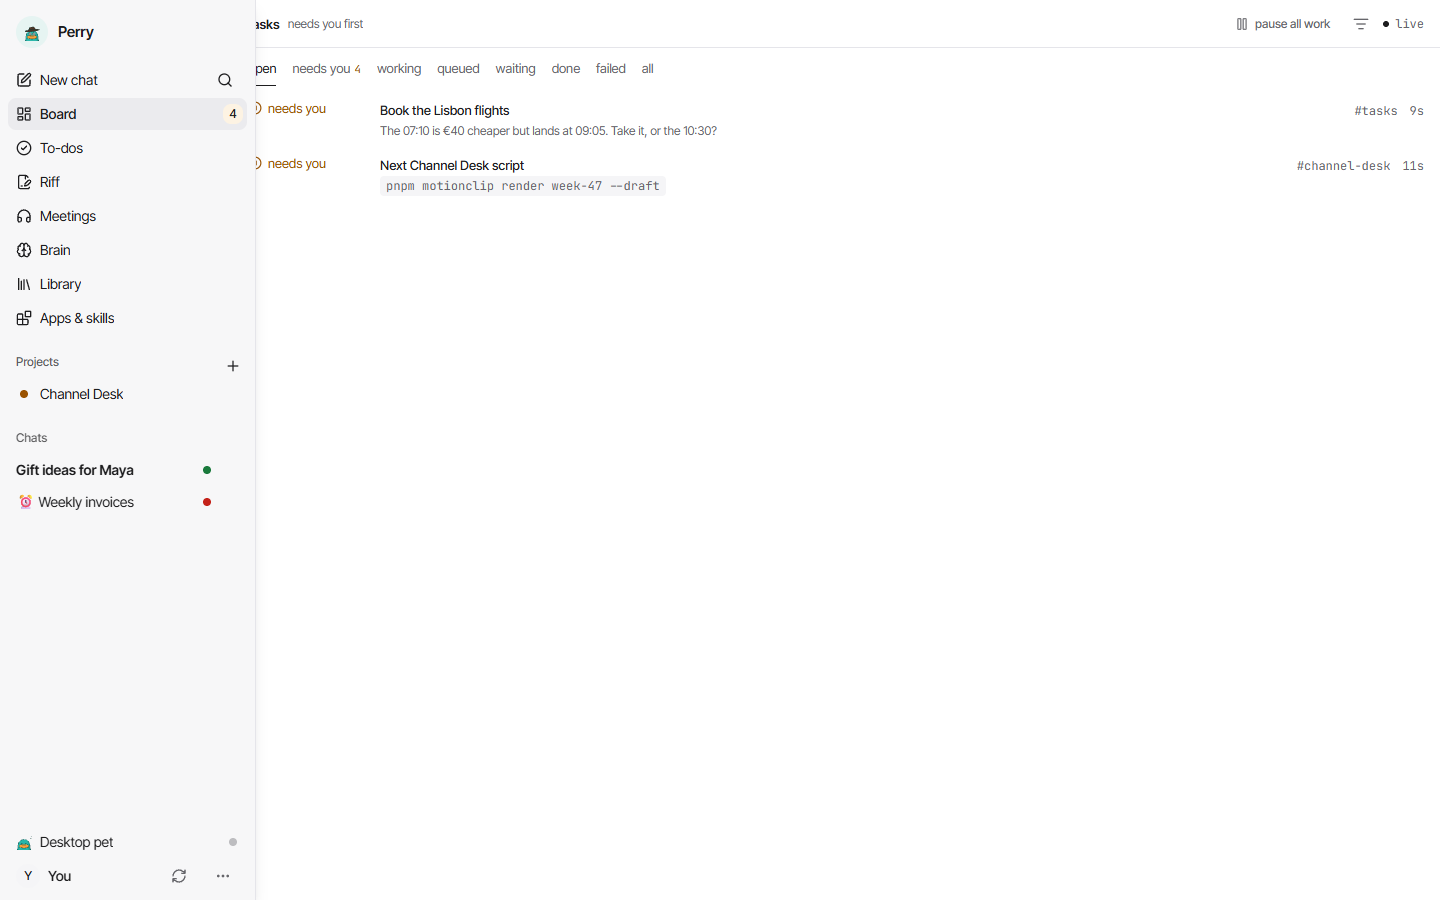 Perry
New chat
Board 4
To-dos
Riff
Meetings
Brain
Library
Apps & skills
Projects
Channel Desk
Chats
Gift ideas for Maya
Weekly invoices
Desktop pet
Y You
asks needs you first
pause all work
live
pen needs you 4 working queued waiting done failed all
needs you Book the Lisbon flights #tasks 9s
The 07:10 is €40 cheaper but lands at 09:05. Take it, or the 10:30?
needs you Next Channel Desk script #channel-desk 11s
pnpm motionclip render week-47 --draft